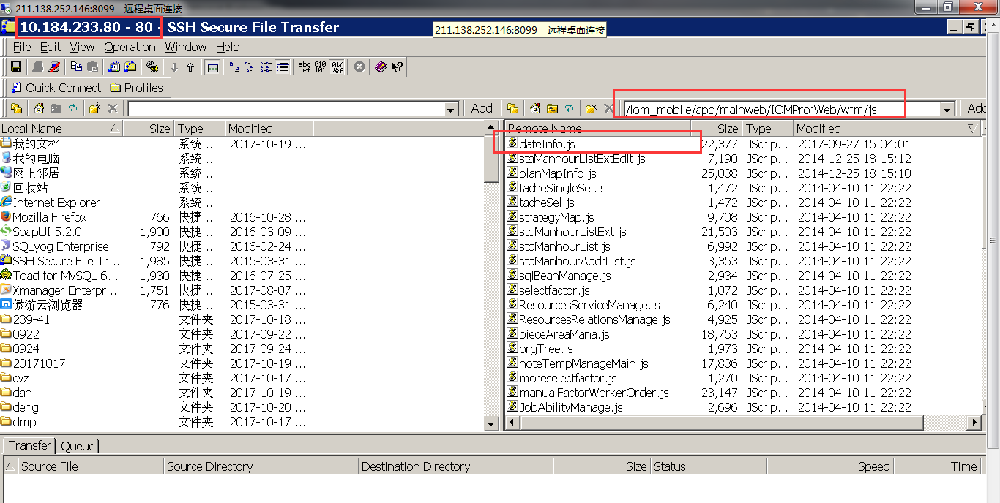 211.138.252.146:8099 - 远程桌面连接
10.184.233.80 - 80 - SSH Secure File Transfer
211.138.252.146:8099 - 远程桌面连接
File Edit View Operation Window Help
abc def 010 101
Quick Connect Profiles
Add /iom_mobile/app/mainweb/IOMProjWeb/wfm/js Add
Local Name Size Type Modified Remote Name Size Type Modified
我的文档 系统... 2017-10-19 ... dateInfo.js 22,377 JScrip... 2017-09-27 15:04:01
我的电脑 系统... staManhourListExtEdit.js 7,190 JScrip... 2014-12-25 18:15:12
网上邻居 系统... planMapInfo.js 25,038 JScrip... 2014-12-25 18:15:10
回收站 系统... tacheSingleSel.js 1,472 JScrip... 2014-04-10 11:22:22
Internet Explorer 系统... tacheSel.js 1,472 JScrip... 2014-04-10 11:22:22
Mozilla Firefox 766 快捷... 2016-10-28 ... strategyMap.js 9,708 JScrip... 2014-04-10 11:22:22
SoapUI 5.2.0 1,900 快捷... 2016-03-09 ... stdManhourListExt.js 21,503 JScrip... 2014-04-10 11:22:22
SQLyog Enterprise 792 快捷... 2016-02-24 ... stdManhourList.js 6,992 JScrip... 2014-04-10 11:22:22
SSH Secure File Tr... 1,985 快捷... 2015-03-31 ... stdManhourAddrList.js 3,353 JScrip... 2014-04-10 11:22:22
Toad for MySQL 6... 1,930 快捷... 2016-07-25 ... sqlBeanManage.js 2,934 JScrip... 2014-04-10 11:22:22
Xmanager Enterpri... 1,751 快捷... 2017-08-07 ... selectfactor.js 1,072 JScrip... 2014-04-10 11:22:22
傲游云浏览器 776 快捷... 2015-03-31 ... ResourcesServiceManage.js 6,240 JScrip... 2014-04-10 11:22:22
239-41 文件夹 2017-10-18 ... ResourcesRelationsManage.js 4,925 JScrip... 2014-04-10 11:22:22
0922 文件夹 2017-09-22 ... pieceAreaMana.js 18,753 JScrip... 2014-04-10 11:22:22
0924 文件夹 2017-09-24 ... orgTree.js 1,973 JScrip... 2014-04-10 11:22:22
20171017 文件夹 2017-10-19 ... noteTempManageMain.js 17,836 JScrip... 2014-04-10 11:22:22
cyz 文件夹 2017-10-17 ... moreselectfactor.js 1,270 JScrip... 2014-04-10 11:22:22
dan 文件夹 2017-10-19 ... manualFactorWorkerOrder.js 23,147 JScrip... 2014-04-10 11:22:22
deng 文件夹 2017-10-20 ... JobAbilityManage.js 2,696 JScrip... 2014-04-10 11:22:22
dmp 文件夹 2017-10-17 ...
Transfer Queue
Source File Source Directory Destination Directory Size Status Speed Time